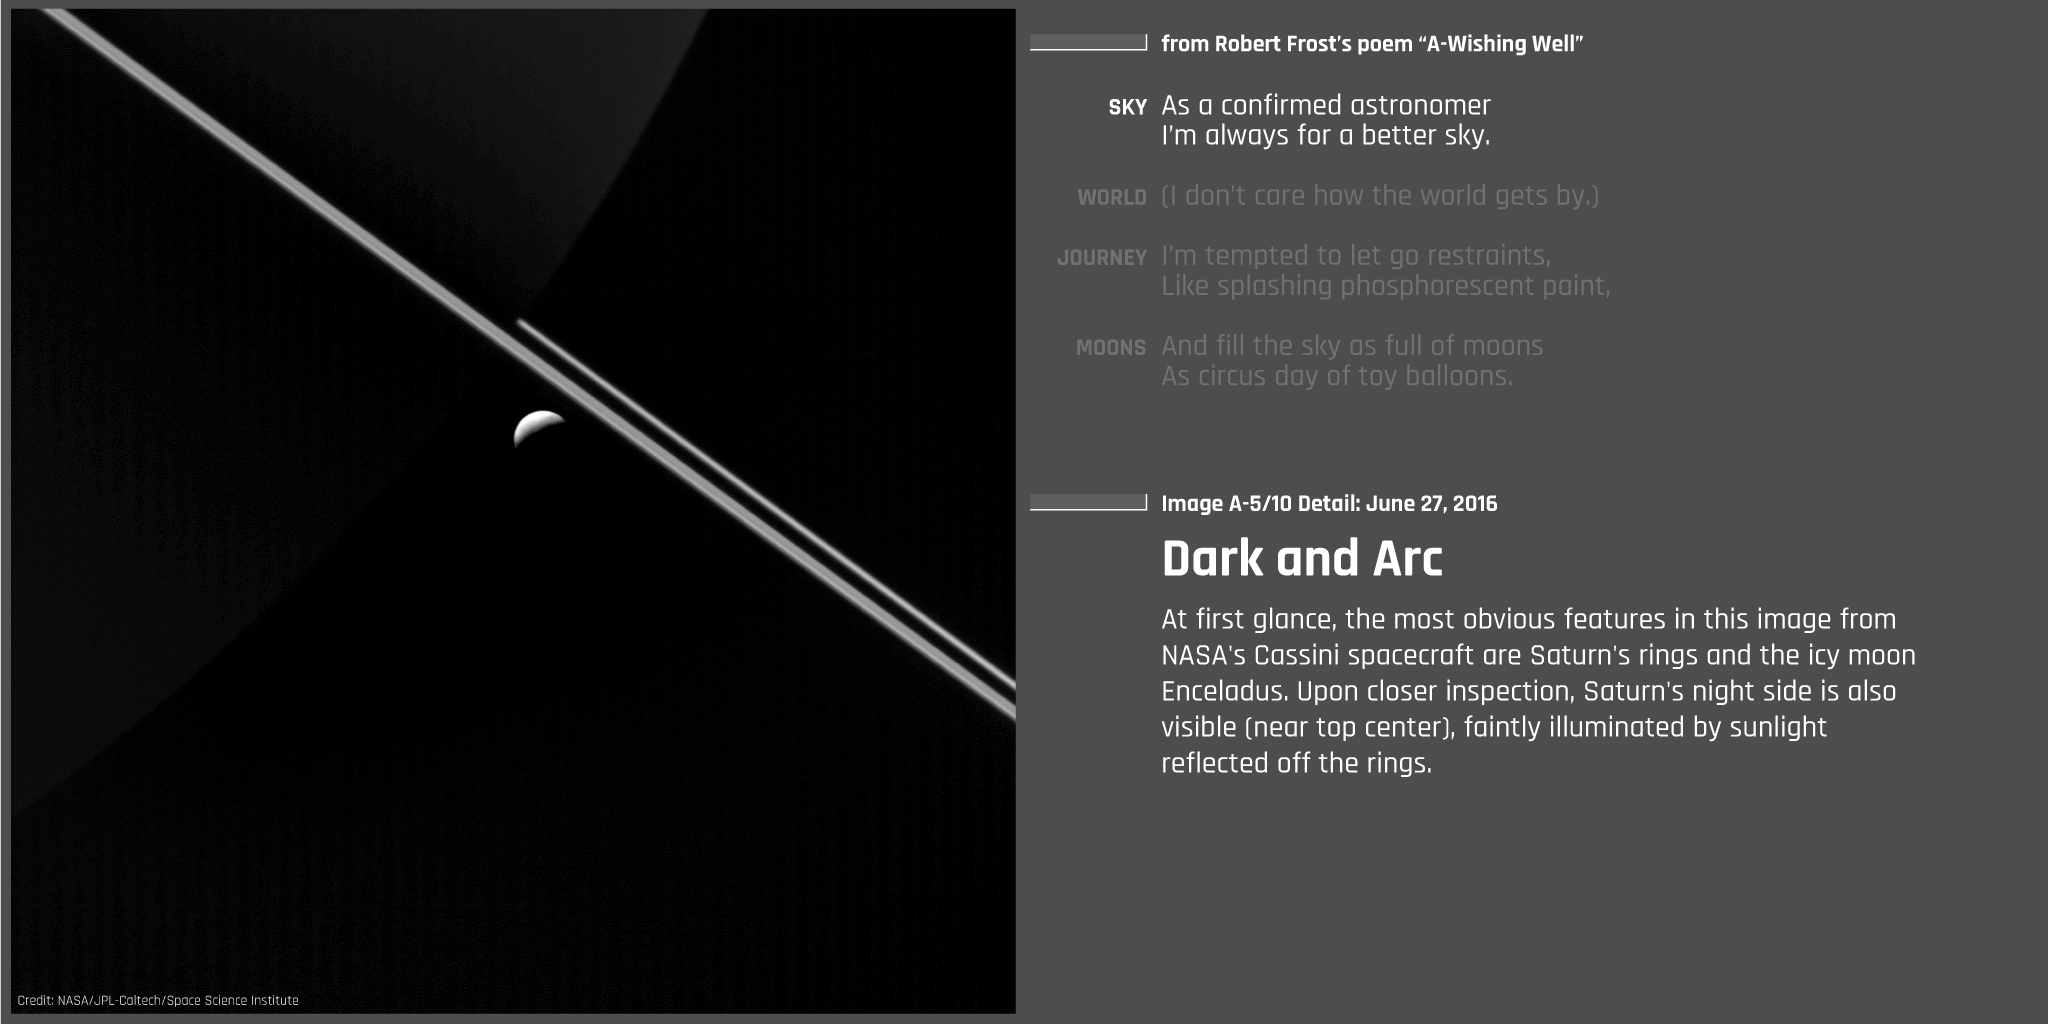 from Robert Frost’s poem “A-Wishing Well”
SKY As a confirmed astronomer
I’m always for a better sky.
WORLD (I don’t care how the world gets by.)
JOURNEY I’m tempted to let go restraints,
Like splashing phosphorescent paint,
MOONS And fill the sky as full of moons
As circus day of toy balloons.
Image A-5/10 Detail: June 27, 2016
Dark and Arc
At first glance, the most obvious features in this image from
NASA's Cassini spacecraft are Saturn's rings and the icy moon
Enceladus. Upon closer inspection, Saturn's night side is also
visible (near top center), faintly illuminated by sunlight
reflected off the rings.
Credit: NASA/JPL-Caltech/Space Science Institute